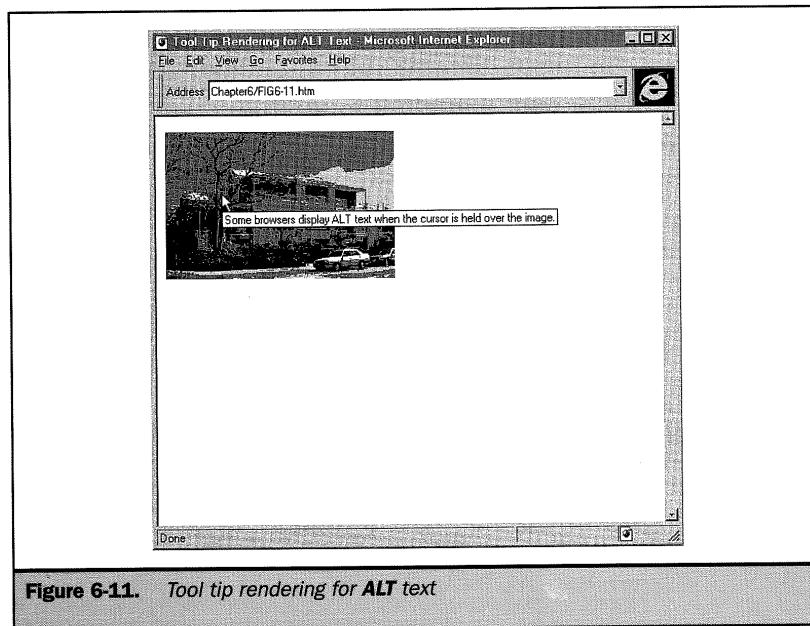 Tool Tip Rendering for ALT Text - Microsoft Internet Explorer
File Edit View Go Favorites Help
Address Chapter6/FIG6-11.htm
Some browsers display ALT text when the cursor is held over the image.
Done
Figure 6-11. Tool tip rendering for ALT text